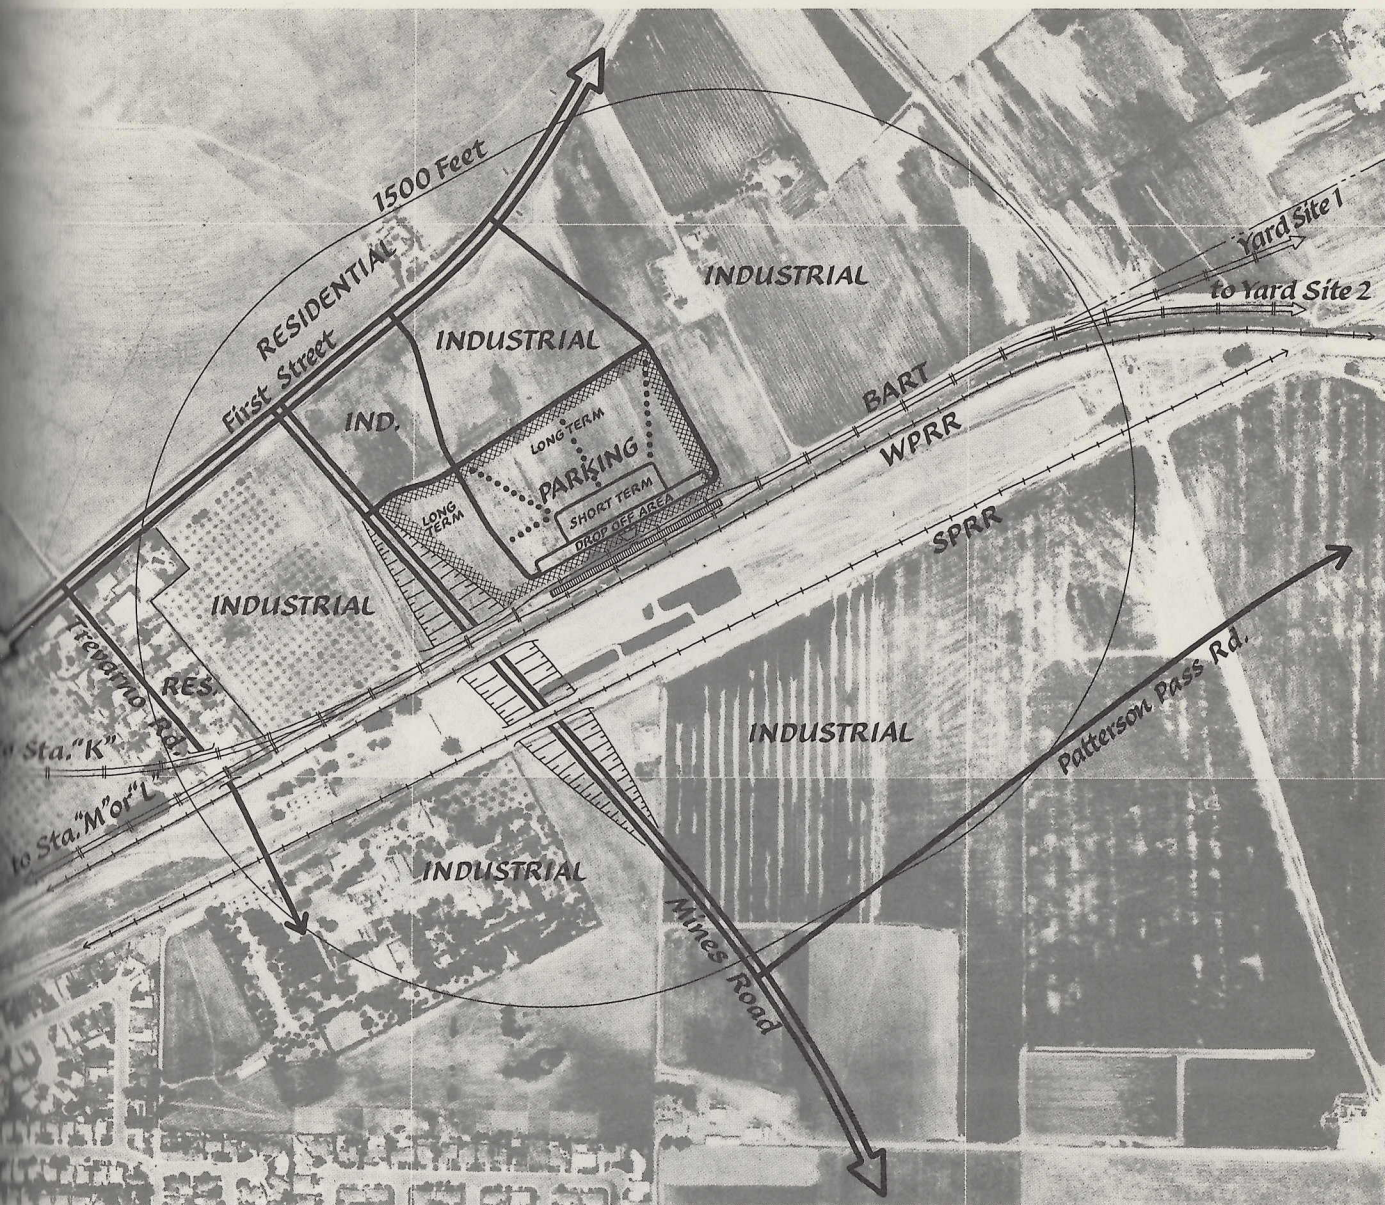 1500 Feet
RESIDENTIAL
First Street
INDUSTRIAL
INDUSTRIAL
IND.
Yard Site 1
to Yard Site 2
BART
WPRR
SPRR
LONG TERM
PARKING
LONG
TERM
SHORT TERM
DROP OFF AREA
INDUSTRIAL
Trevarno Rd.
RES.
Sta. "K"
to Sta. "M" or "L"
INDUSTRIAL
Patterson Pass Rd.
INDUSTRIAL
Mines Road